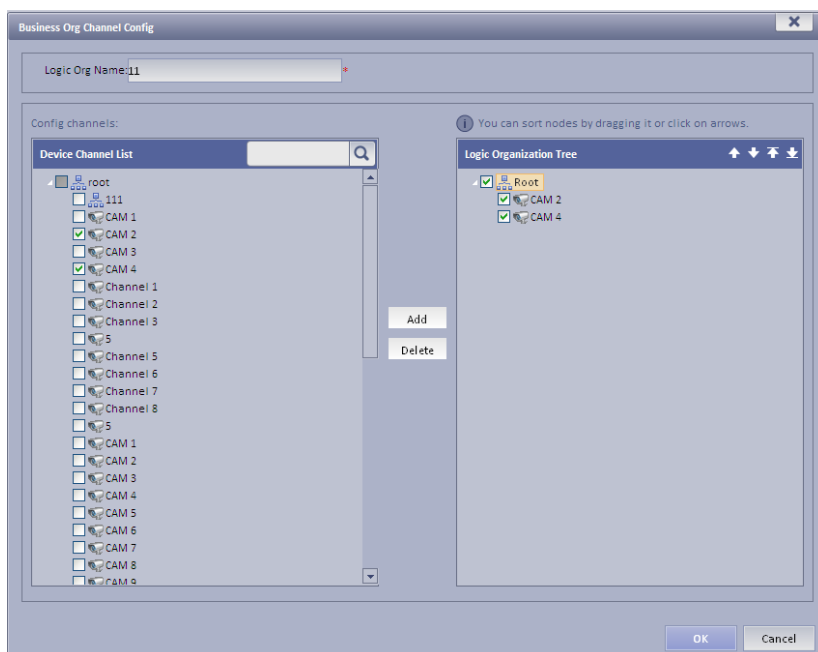 Business Org Channel Config
Logic Org Name:11 *
Config channels:
Device Channel List
root
111
CAM 1
CAM 2
CAM 3
CAM 4
Channel 1
Channel 2
Channel 3
5
Channel 5
Channel 6
Channel 7
Channel 8
5
CAM 1
CAM 2
CAM 3
CAM 4
CAM 5
CAM 6
CAM 7
CAM 8
CAM 9
Add
Delete
You can sort nodes by dragging it or click on arrows.
Logic Organization Tree
Root
CAM 2
CAM 4
OK
Cancel